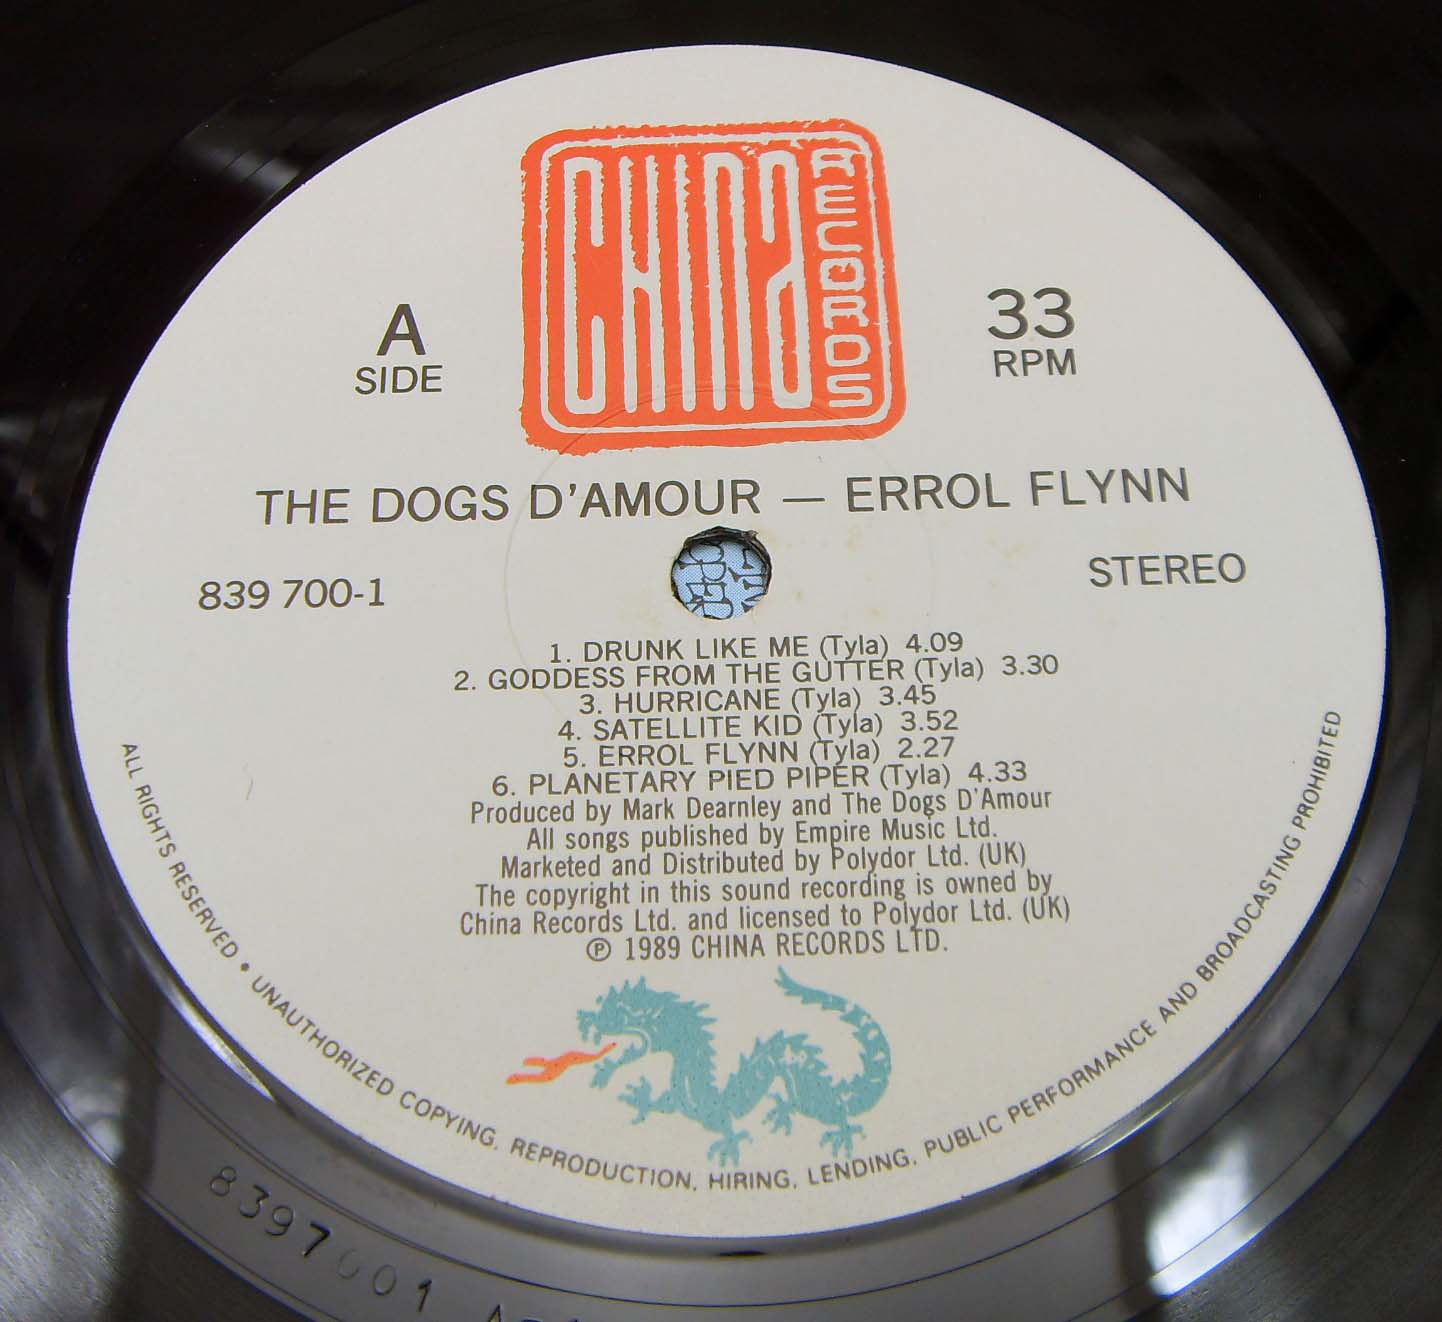 CHINA RECORDS
A
SIDE
33
RPM
THE DOGS D'AMOUR — ERROL FLYNN
839 700-1
STEREO
1. DRUNK LIKE ME (Tyla) 4.09
2. GODDESS FROM THE GUTTER (Tyla) 3.30
3. HURRICANE (Tyla) 3.45
4. SATELLITE KID (Tyla) 3.52
5. ERROL FLYNN (Tyla) 2.27
6. PLANETARY PIED PIPER (Tyla) 4.33
Produced by Mark Dearnley and The Dogs D'Amour
All songs published by Empire Music Ltd.
Marketed and Distributed by Polydor Ltd. (UK)
The copyright in this sound recording is owned by
China Records Ltd. and licensed to Polydor Ltd. (UK)
℗ 1989 CHINA RECORDS LTD.
ALL RIGHTS RESERVED • UNAUTHORIZED COPYING, REPRODUCTION, HIRING, LENDING, PUBLIC PERFORMANCE AND BROADCASTING PROHIBITED
8397001